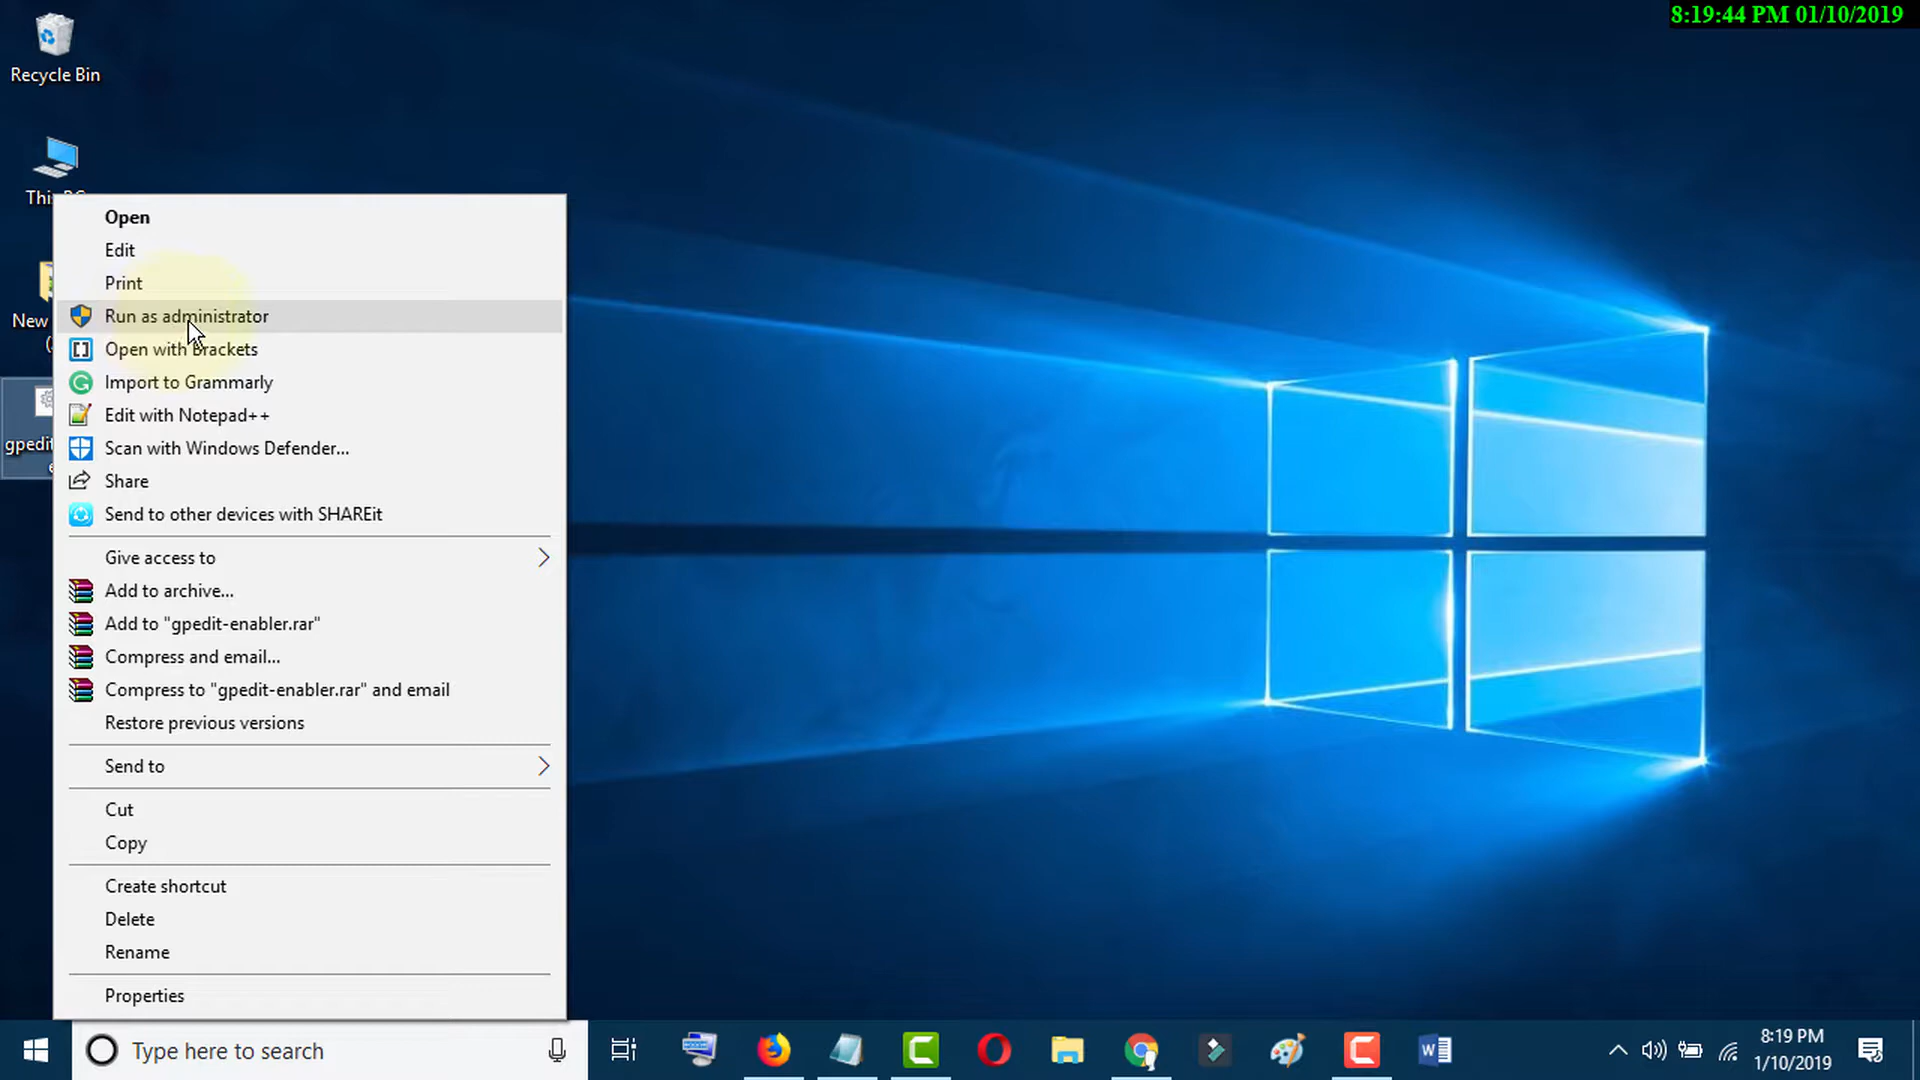 8:19:44 PM 01/10/2019
Recycle Bin
This
New
gpedit
Open
Edit
Print
Run as administrator
Open with Brackets
Import to Grammarly
Edit with Notepad++
Scan with Windows Defender...
Share
Send to other devices with SHAREit
Give access to
Add to archive...
Add to "gpedit-enabler.rar"
Compress and email...
Compress to "gpedit-enabler.rar" and email
Restore previous versions
Send to
Cut
Copy
Create shortcut
Delete
Rename
Properties
Type here to search
8:19 PM
1/10/2019